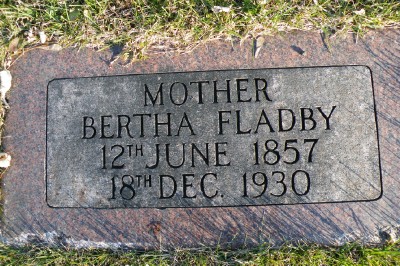 MOTHER
BERTHA FLADBY
12TH JUNE 1857
18TH DEC. 1930